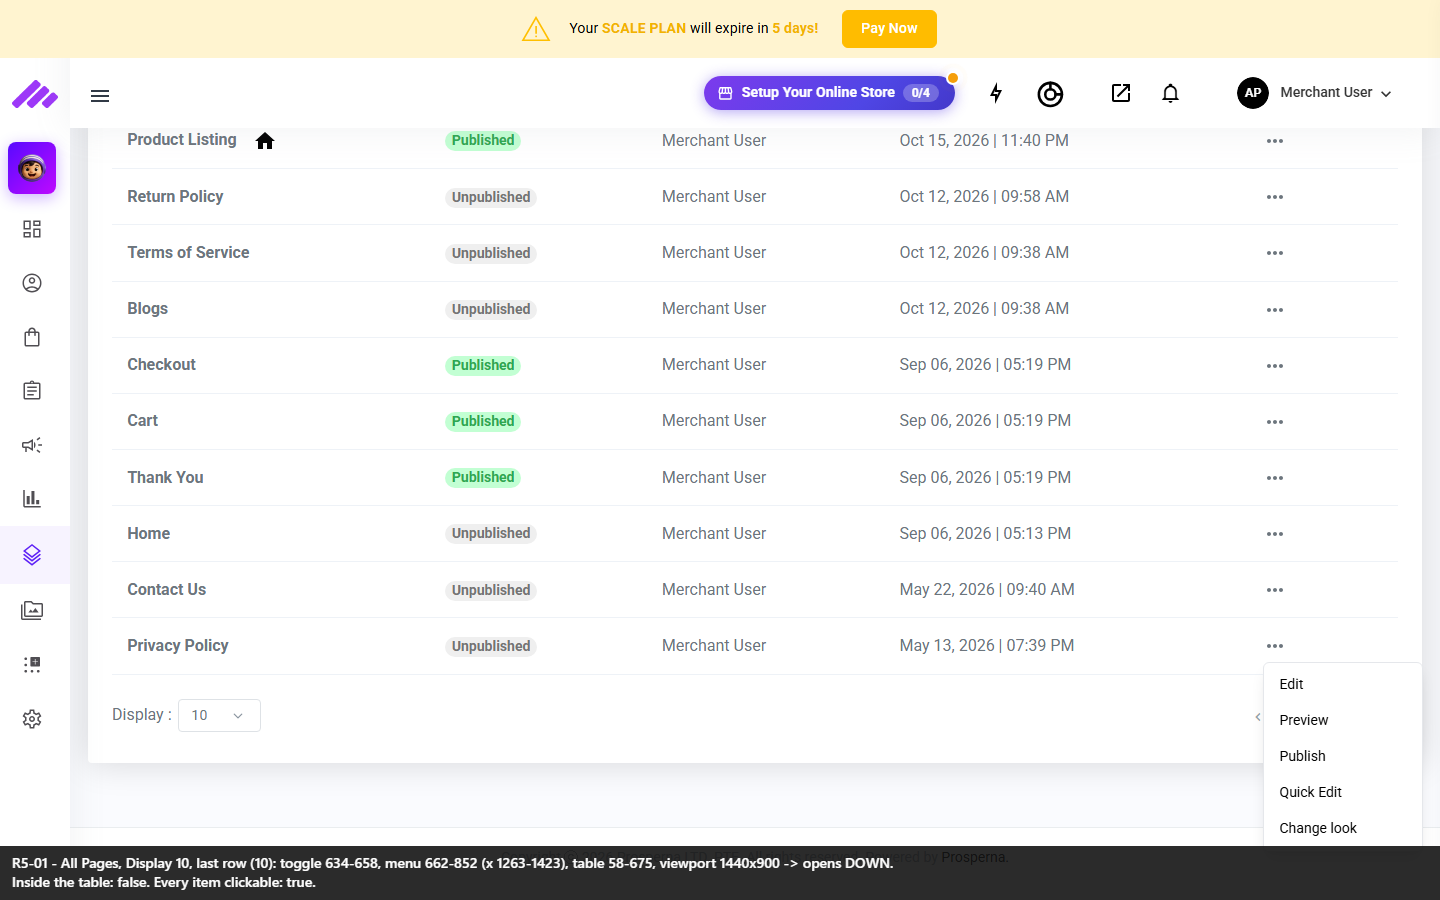 Your SCALE PLAN will expire in 5 days!
Pay Now
Setup Your Online Store 0/4
AP Merchant User
Product Listing Published Merchant User Oct 15, 2026 | 11:40 PM
Return Policy Unpublished Merchant User Oct 12, 2026 | 09:58 AM
Terms of Service Unpublished Merchant User Oct 12, 2026 | 09:38 AM
Blogs Unpublished Merchant User Oct 12, 2026 | 09:38 AM
Checkout Published Merchant User Sep 06, 2026 | 05:19 PM
Cart Published Merchant User Sep 06, 2026 | 05:19 PM
Thank You Published Merchant User Sep 06, 2026 | 05:19 PM
Home Unpublished Merchant User Sep 06, 2026 | 05:13 PM
Contact Us Unpublished Merchant User May 22, 2026 | 09:40 AM
Privacy Policy Unpublished Merchant User May 13, 2026 | 07:39 PM
Display : 10
Edit
Preview
Publish
Quick Edit
Change look
Prosperna.
R5-01 - All Pages, Display 10, last row (10): toggle 634-658, menu 662-852 (x 1263-1423), table 58-675, viewport 1440x900 -> opens DOWN.
Inside the table: false. Every item clickable: true.